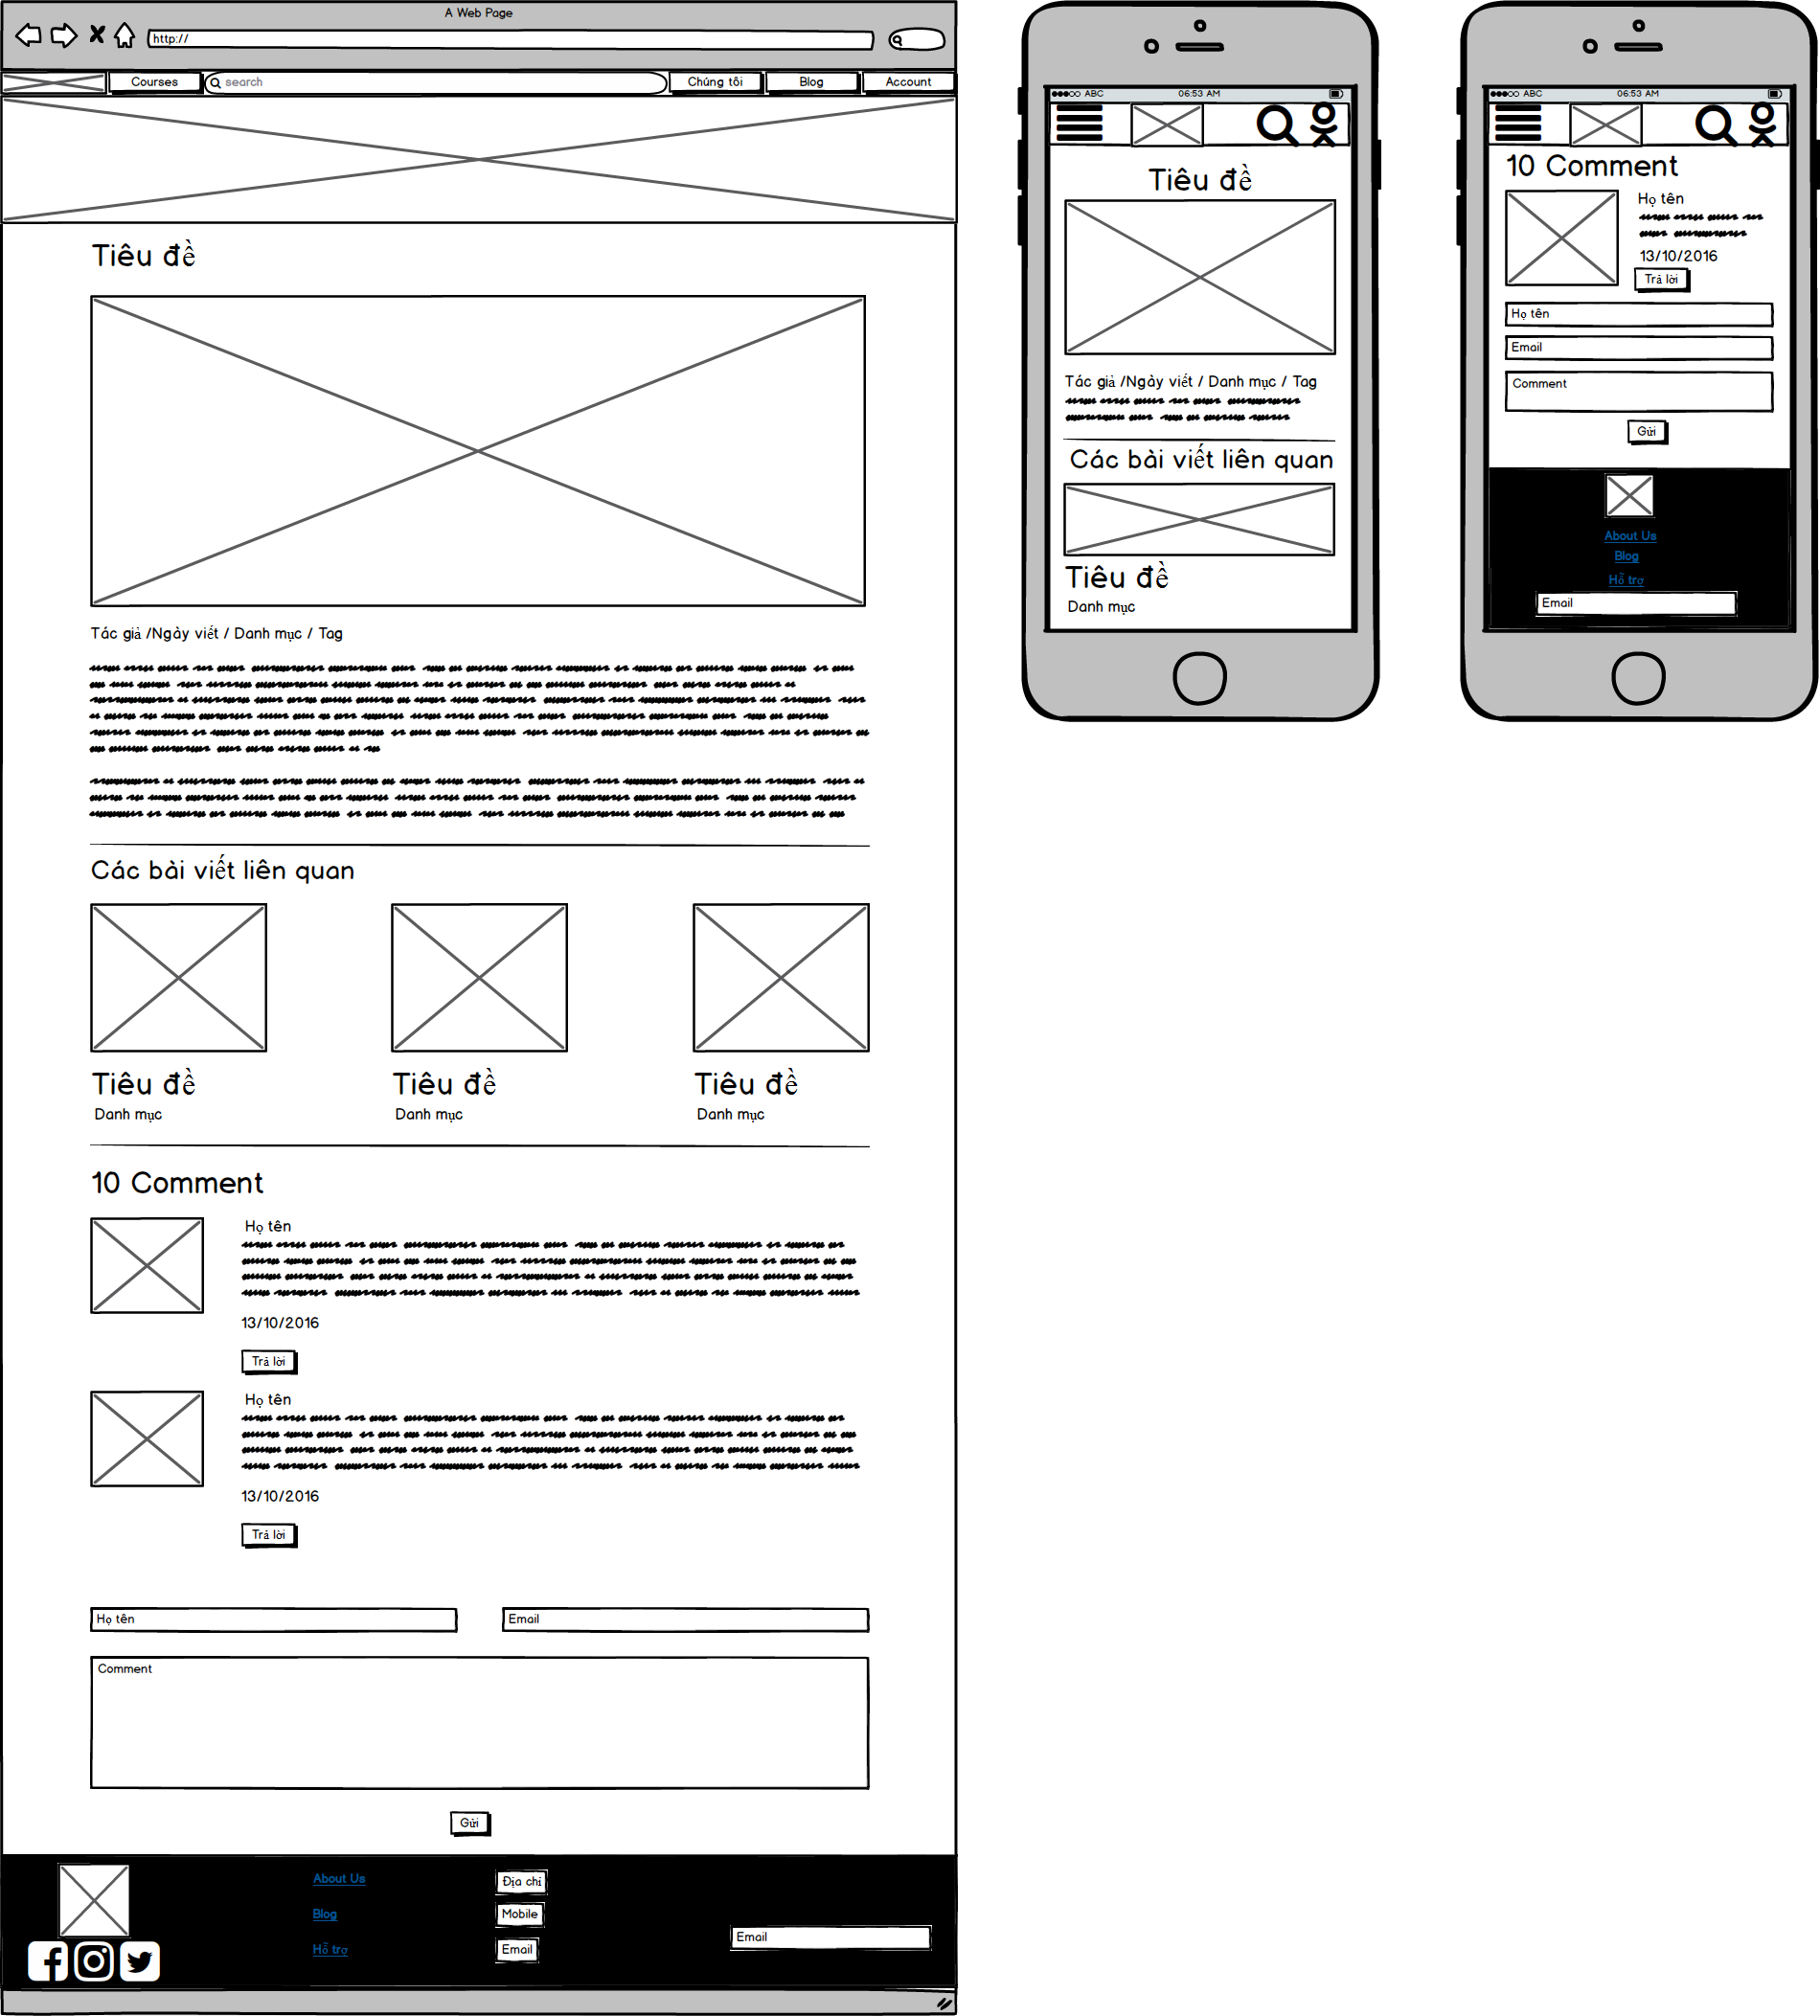 A Web Page
http://
Courses
search
Chúng tôi
Blog
Account
Tiêu đề
Tác giả /Ngày viết / Danh mục / Tag
Các bài viết liên quan
Tiêu đề
Danh mục
Tiêu đề
Danh mục
Tiêu đề
Danh mục
10 Comment
Họ tên
13/10/2016
Trả lời
Họ tên
13/10/2016
Trả lời
Họ tên
Email
Comment
Gửi
About Us
Blog
Hỗ trợ
Địa chỉ
Mobile
Email
Email
ABC
06:53 AM
Tiêu đề
Tác giả /Ngày viết / Danh mục / Tag
Các bài viết liên quan
Tiêu đề
Danh mục
ABC
06:53 AM
10 Comment
Họ tên
13/10/2016
Trả lời
Họ tên
Email
Comment
Gửi
About Us
Blog
Hỗ trợ
Email